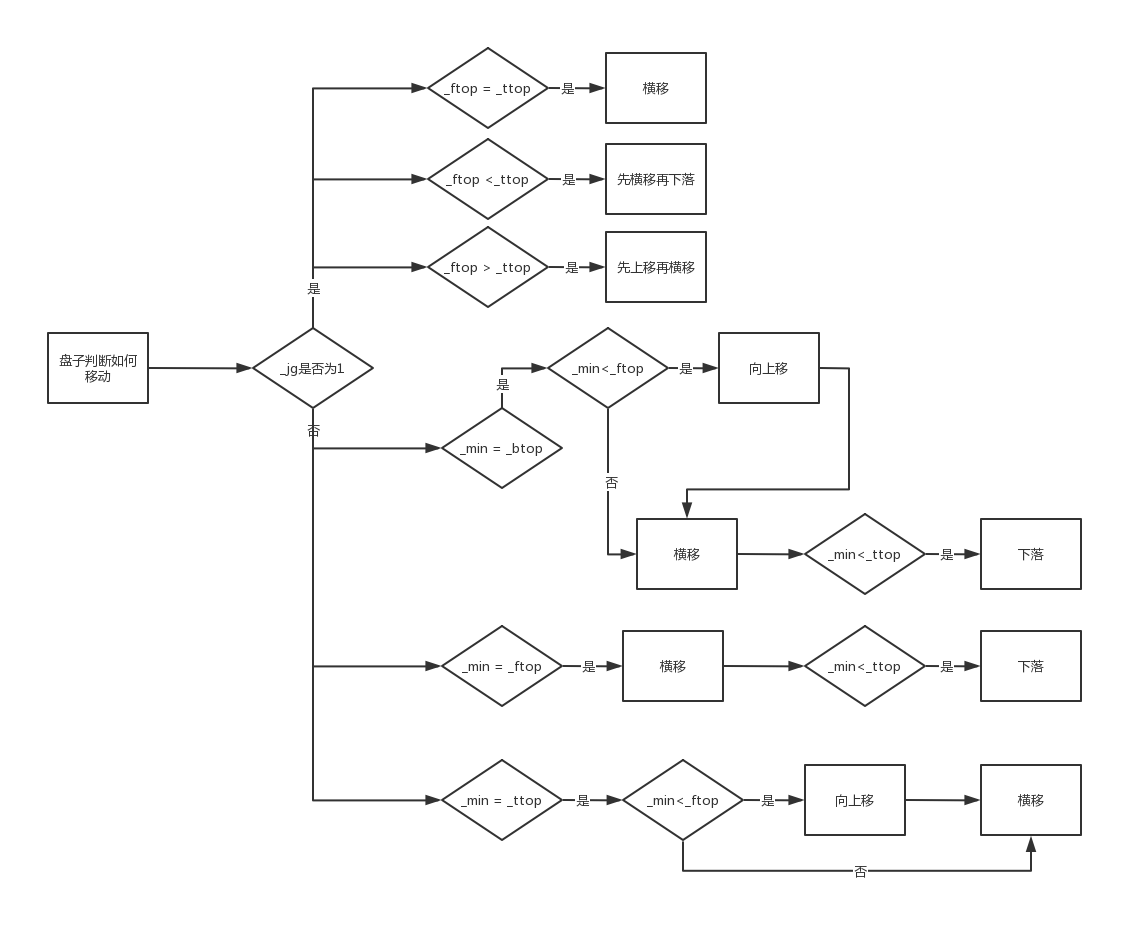 _ftop = _ttop
是
横移
_ftop <_ttop
是
先横移再下落
_ftop > _ttop
是
先上移再横移
是
盘子判断如何
移动
_jg是否为1
否
_min = _btop
是
_min<_ftop
是
向上移
否
横移
_min<_ttop
是
下落
_min = _ftop
是
横移
_min<_ttop
是
下落
_min = _ttop
是
_min<_ftop
是
向上移
横移
否